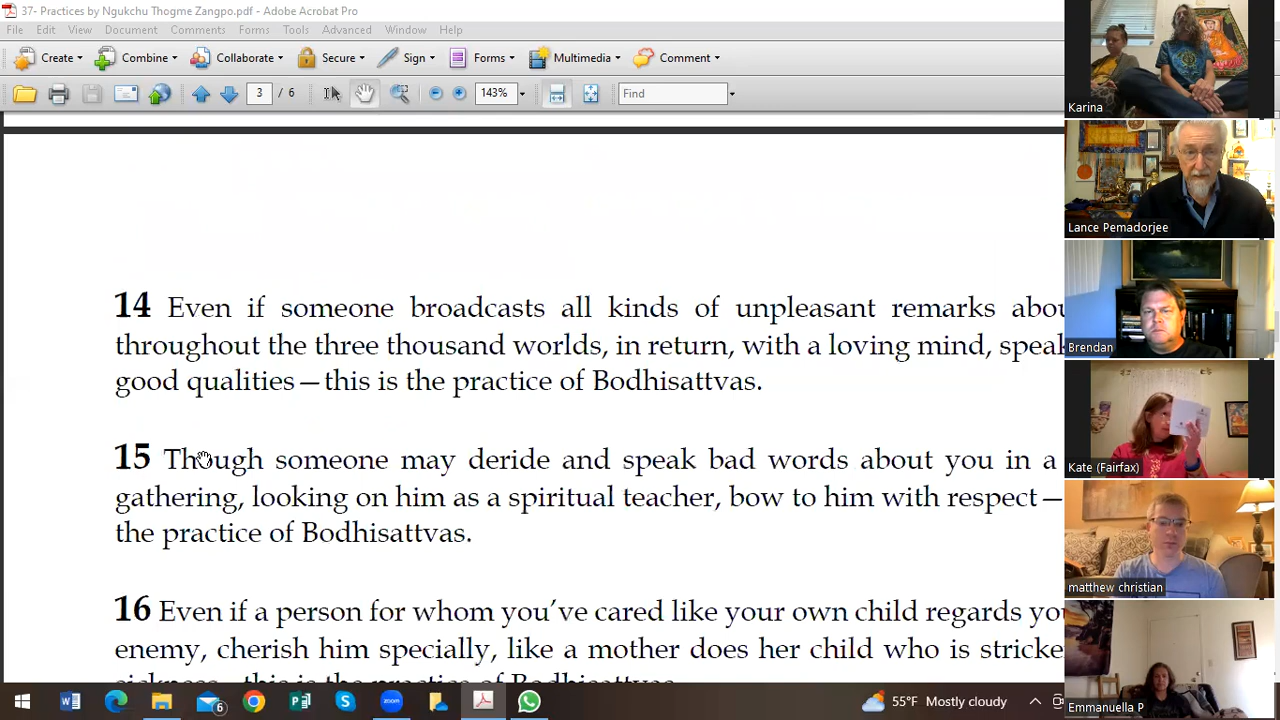 37- Practices by Ngukchu Thogme Zangpo.pdf - Adobe Acrobat Pro
File Edit View Document Comments Forms Tools Advanced Window Help
Create Combine Collaborate Secure Sign Forms Multimedia Comment
3 / 6 143% Find
14 Even if someone broadcasts all kinds of unpleasant remarks
throughout the three thousand worlds, in return, with a loving mind,
good qualities—this is the practice of Bodhisattvas.
15 Though someone may deride and speak bad words about you in a
gathering, looking on him as a spiritual teacher, bow to him with respect—
the practice of Bodhisattvas.
16 Even if a person for whom you've cared like your own child regards
enemy, cherish him specially, like a mother does her child who is
Karina
Lance Pemadorjee
Brendan
Kate (Fairfax)
matthew christian
Emmanuella P
6
55°F Mostly cloudy